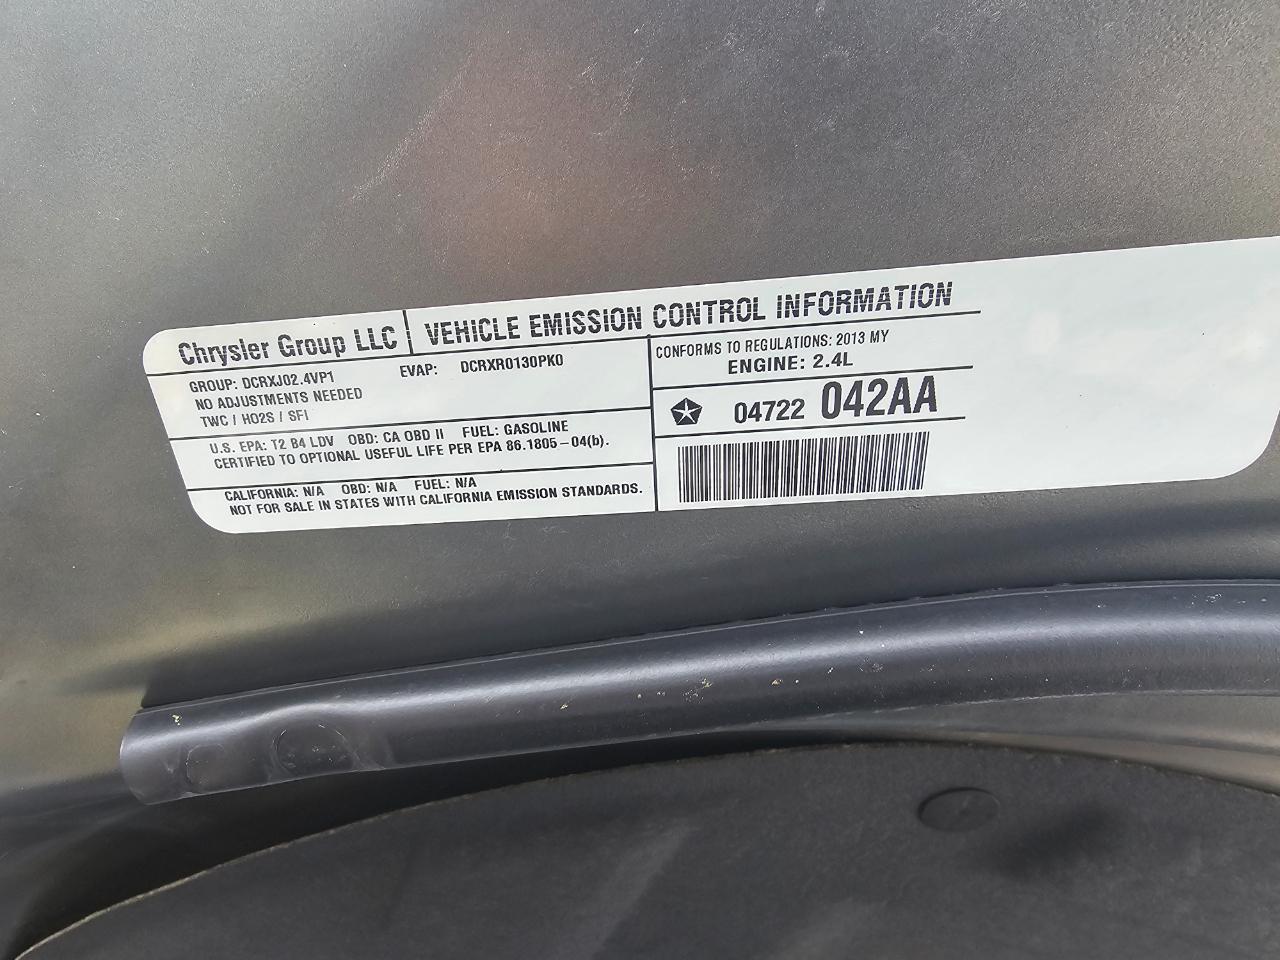 Chrysler Group LLC
VEHICLE EMISSION CONTROL INFORMATION
GROUP: DCRXJ02.4VP1 EVAP: DCRXR0130PK0
NO ADJUSTMENTS NEEDED
TWC / HO2S / SFI
U.S. EPA: T2 B4 LDV OBD: CA OBD II FUEL: GASOLINE
CERTIFIED TO OPTIONAL USEFUL LIFE PER EPA 86.1805-04(b).
CALIFORNIA: N/A OBD: N/A FUEL: N/A
NOT FOR SALE IN STATES WITH CALIFORNIA EMISSION STANDARDS.
CONFORMS TO REGULATIONS: 2013 MY
ENGINE: 2.4L
04722 042AA